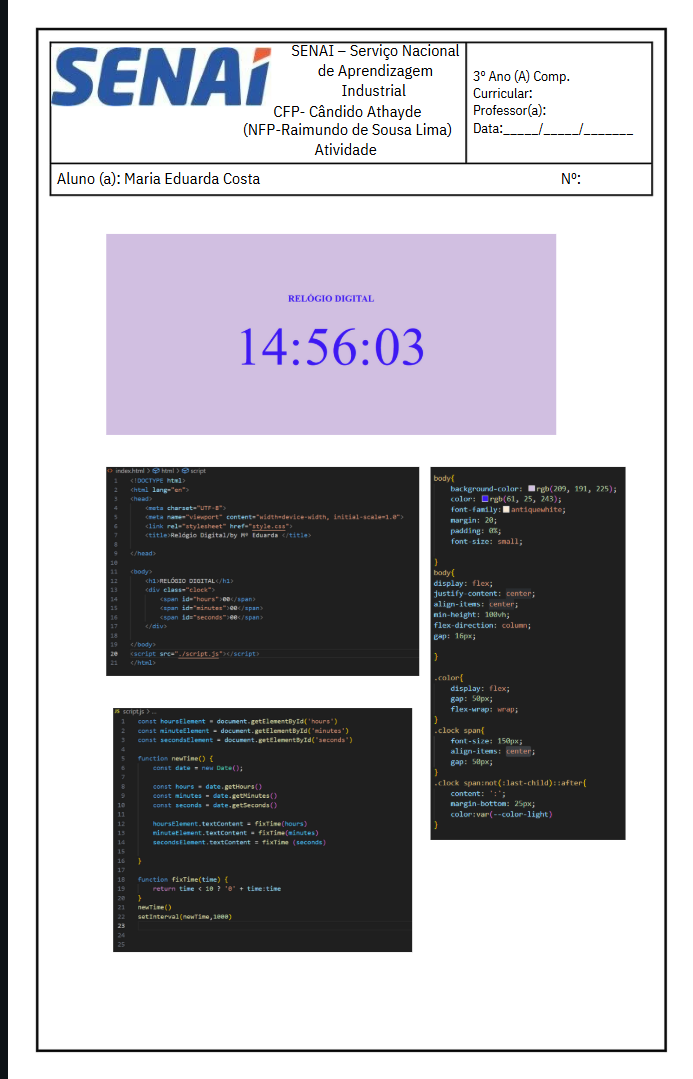 SENAI
SENAI – Serviço Nacional
de Aprendizagem
Industrial
CFP- Cândido Athayde
(NFP-Raimundo de Sousa Lima)
Atividade
3º Ano (A) Comp.
Curricular:
Professor(a):
Data:_____/_____/_______
Aluno (a): Maria Eduarda Costa
Nº:
RELÓGIO DIGITAL
14:56:03
index.html > html > script
1 <!DOCTYPE html>
2 <html lang="en">
3 <head>
4 <meta charset="UTF-8">
5 <meta name="viewport" content="width=device-width, initial-scale=1.0">
6 <link rel="stylesheet" href="style.css">
7 <title>Relógio Digital/by Mª Eduarda </title>
8
9 </head>
10
11 <body>
12 <h1>RELÓGIO DIGITAL</h1>
13 <div class="clock">
14 <span id="hours">00</span>
15 <span id="minutes">00</span>
16 <span id="seconds">00</span>
17 </div>
18
19 </body>
20 <script src="./script.js"></script>
21 </html>
body{
background-color: rgb(209, 191, 225);
color: rgb(61, 25, 243);
font-family: antiquewhite;
margin: 20;
padding: 0%;
font-size: small;
}
body{
display: flex;
justify-content: center;
align-items: center;
min-height: 100vh;
flex-direction: column;
gap: 16px;
}
.color{
display: flex;
gap: 50px;
flex-wrap: wrap;
}
.clock span{
font-size: 150px;
align-items: center;
gap: 50px;
}
.clock span:not(:last-child)::after{
content: ':';
margin-bottom: 25px;
color:var(--color-light)
}
JS script.js > ...
1 const hoursElement = document.getElementById('hours')
2 const minuteElement = document.getElementById('minutes')
3 const secondsElement = document.getElementById('seconds')
4
5 function newTime() {
6 const date = new Date();
7
8 const hours = date.getHours()
9 const minutes = date.getMinutes()
10 const seconds = date.getSeconds()
11
12 hoursElement.textContent = fixTime(hours)
13 minuteElement.textContent = fixTime(minutes)
14 secondsElement.textContent = fixTime (seconds)
15
16 }
17
18 function fixTime(time) {
19 return time < 10 ? '0' + time:time
20 }
21 newTime()
22 setInterval(newTime,1000)
23
24
25